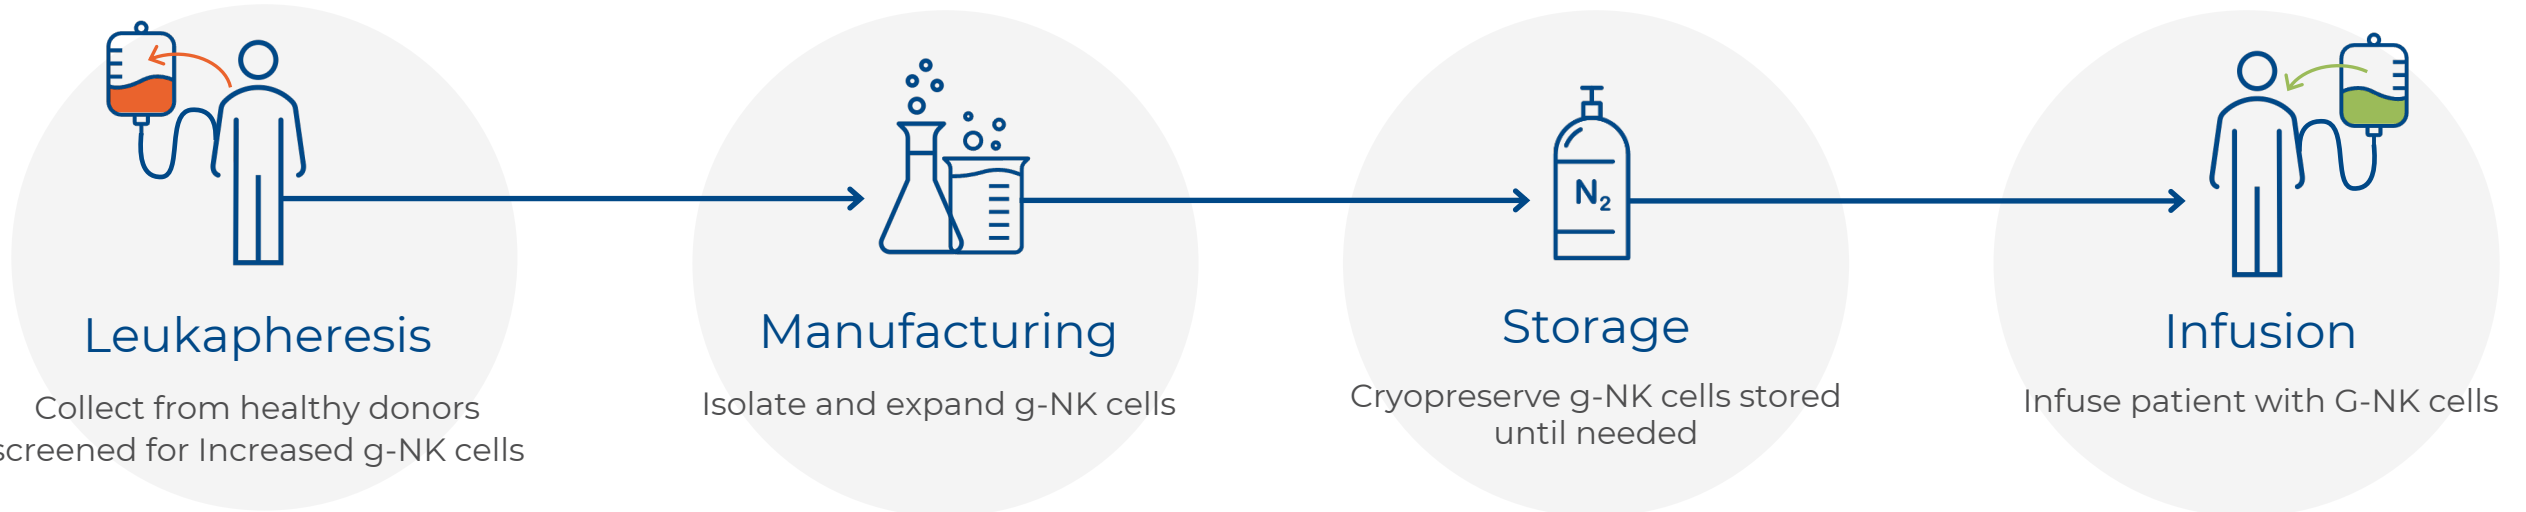 Leukapheresis
Collect from healthy donors
screened for Increased g-NK cells
Manufacturing
Isolate and expand g-NK cells
N₂
Storage
Cryopreserve g-NK cells stored
until needed
Infusion
Infuse patient with G-NK cells